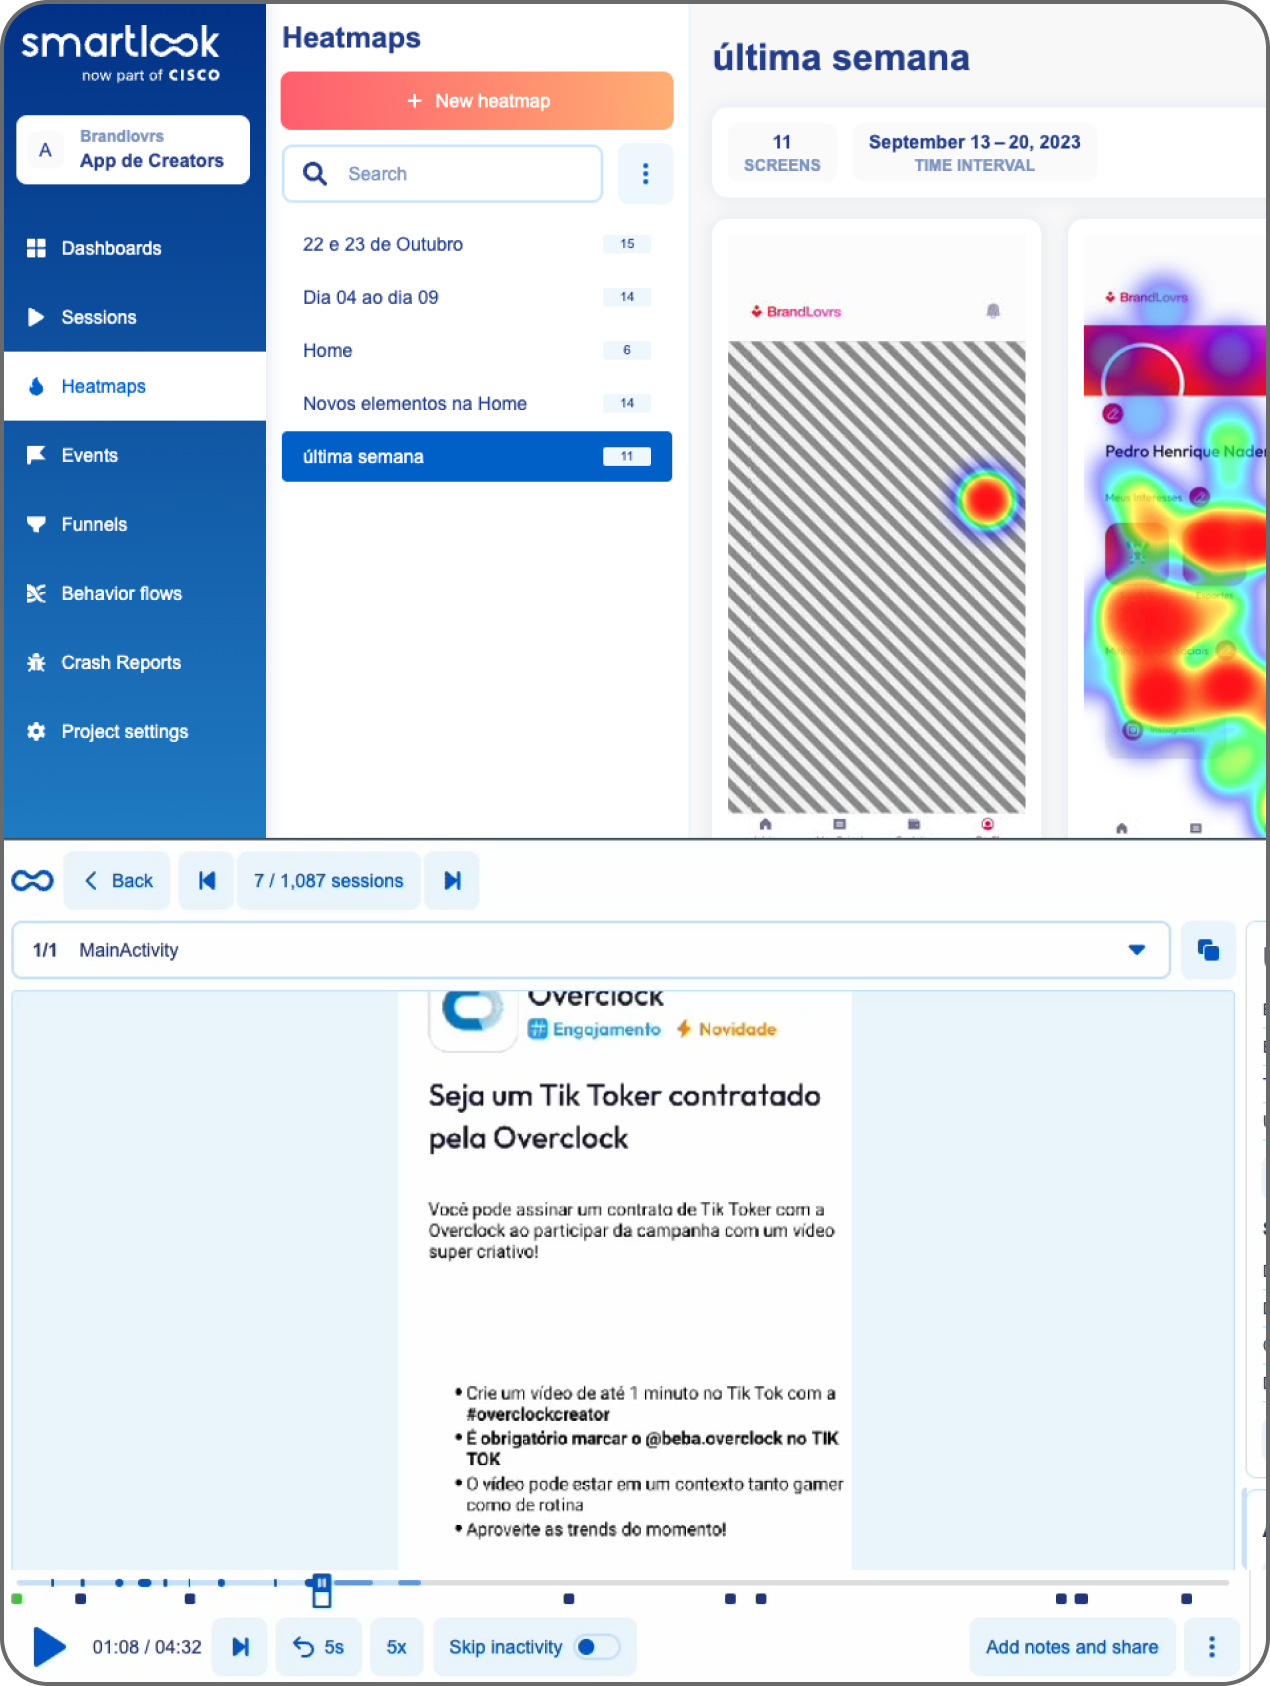 smartlook
now part of CISCO
A
Brandlovrs
App de Creators
Dashboards
Sessions
Heatmaps
Events
Funnels
Behavior flows
Crash Reports
Project settings
Heatmaps
+ New heatmap
Search
22 e 23 de Outubro 15
Dia 04 ao dia 09 14
Home 6
Novos elementos na Home 14
última semana 11
última semana
11
SCREENS
September 13 – 20, 2023
TIME INTERVAL
BrandLovrs
BrandLovrs
Pedro Henrique Nader
Meus Interesses
Esportes
Sociais
Instagram
Back
7 / 1,087 sessions
1/1 MainActivity
Overclock
# Engajamento Novidade
Seja um Tik Toker contratado
pela Overclock
Você pode assinar um contrato de Tik Toker com a
Overclock ao participar da campanha com um vídeo
super criativo!
• Crie um vídeo de até 1 minuto no Tik Tok com a
#overclockcreator
• É obrigatório marcar o @beba.overclock no TIK
TOK
• O vídeo pode estar em um contexto tanto gamer
como de rotina
• Aproveite as trends do momento!
01:08 / 04:32
5s
5x
Skip inactivity
Add notes and share